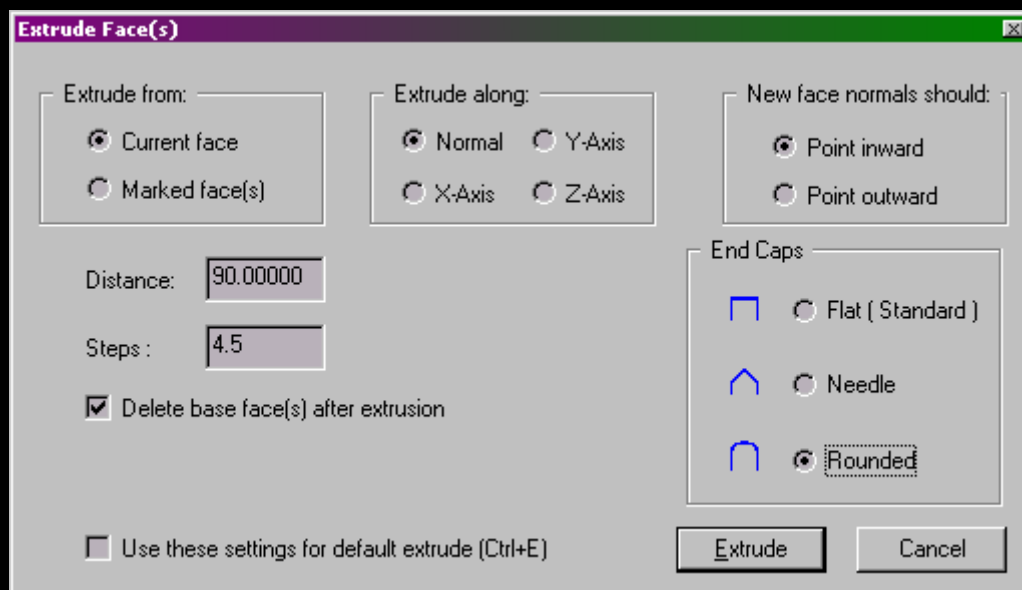 Extrude Face(s)
Extrude from:
Current face
Marked face(s)
Extrude along:
Normal
Y-Axis
X-Axis
Z-Axis
New face normals should:
Point inward
Point outward
Distance:
90.00000
Steps :
4.5
Delete base face(s) after extrusion
End Caps
Flat ( Standard )
Needle
Rounded
Use these settings for default extrude (Ctrl+E)
Extrude
Cancel